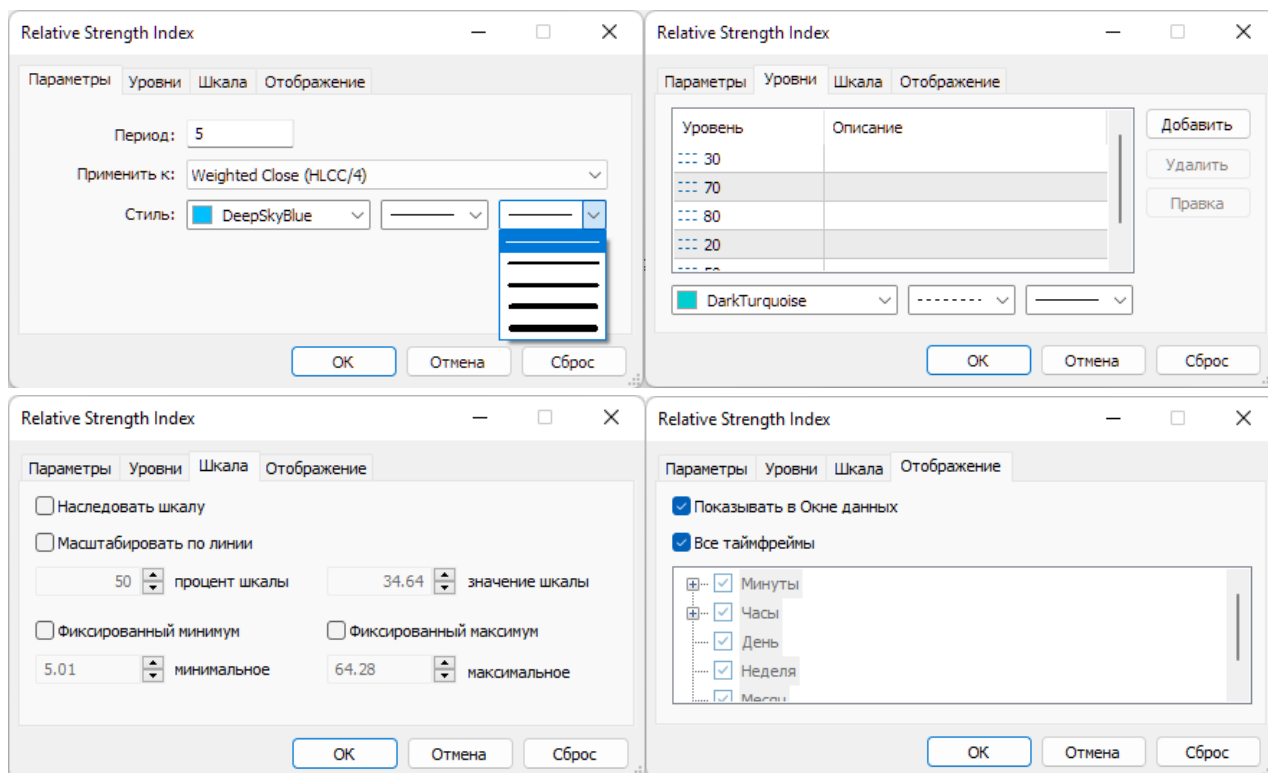 Relative Strength Index
Параметры Уровни Шкала Отображение
Период: 5
Применить к: Weighted Close (HLCC/4)
Стиль: DeepSkyBlue
OK Отмена Сброс
Relative Strength Index
Параметры Уровни Шкала Отображение
Уровень Описание
30
70
80
20
Добавить
Удалить
Правка
DarkTurquoise
OK Отмена Сброс
Relative Strength Index
Параметры Уровни Шкала Отображение
Наследовать шкалу
Масштабировать по линии
50 процент шкалы 34.64 значение шкалы
Фиксированный минимум Фиксированный максимум
5.01 минимальное 64.28 максимальное
OK Отмена Сброс
Relative Strength Index
Параметры Уровни Шкала Отображение
Показывать в Окне данных
Все таймфреймы
Минуты
Часы
День
Неделя
Месяц
OK Отмена Сброс